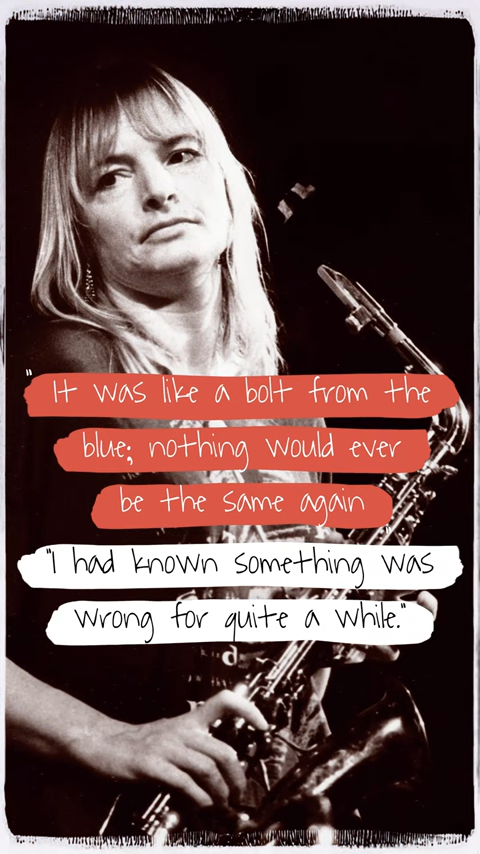 "It was like a bolt from the
blue; nothing would ever
be the same again"
"I had known something was
wrong for quite a while."